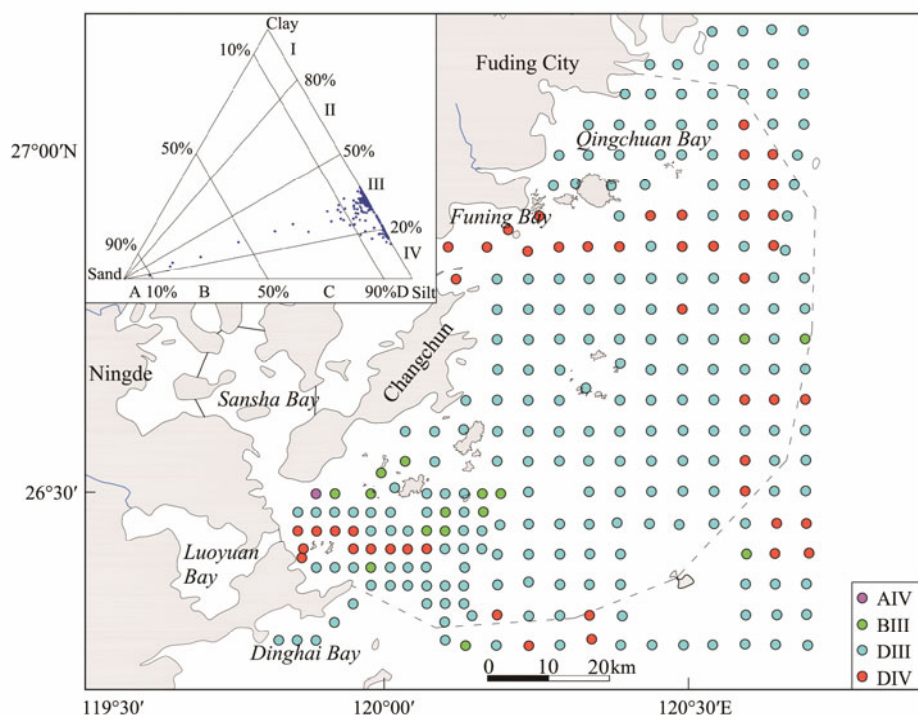 Clay
I
10%
80%
II
50%
50%
III
20%
90%
IV
Sand
A 10% B 50% C 90% D Silt
Fuding City
Qingchuan Bay
27°00'N
Funing Bay
Changchun
Ningde
Sansha Bay
26°30'
Luoyuan
Bay
Dinghai Bay
0 10 20km
AIV
BIII
DIII
DIV
119°30' 120°00' 120°30'E